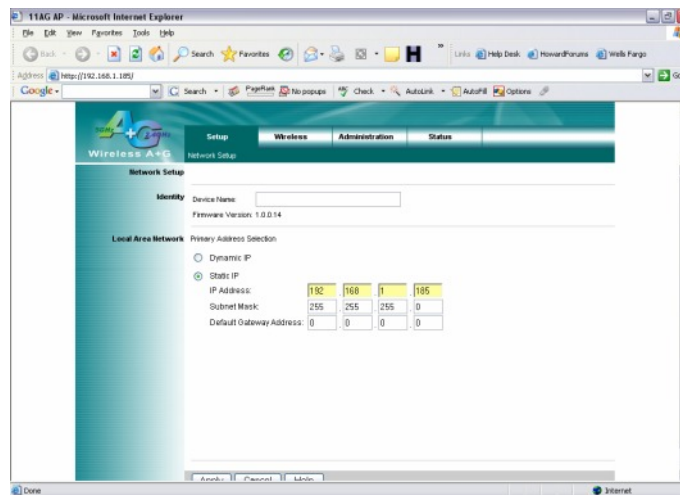 11AG AP - Microsoft Internet Explorer
File Edit View Favorites Tools Help
Back Search Favorites Links Help Desk HowardForums Wells Fargo
Address http://192.168.1.185/ Go
Google Search PageRank No popups ABC Check AutoLink AutoFill Options
A+G
Wireless A+G
Setup Wireless Administration Status
Network Setup
Network Setup
Identity Device Name:
Firmware Version: 1.0.0.14
Local Area Network Primary Address Selection
Dynamic IP
Static IP
IP Address: 192 . 168 . 1 . 185
Subnet Mask: 255 . 255 . 255 . 0
Default Gateway Address: 0 . 0 . 0 . 0
Apply Cancel Help
Done Internet